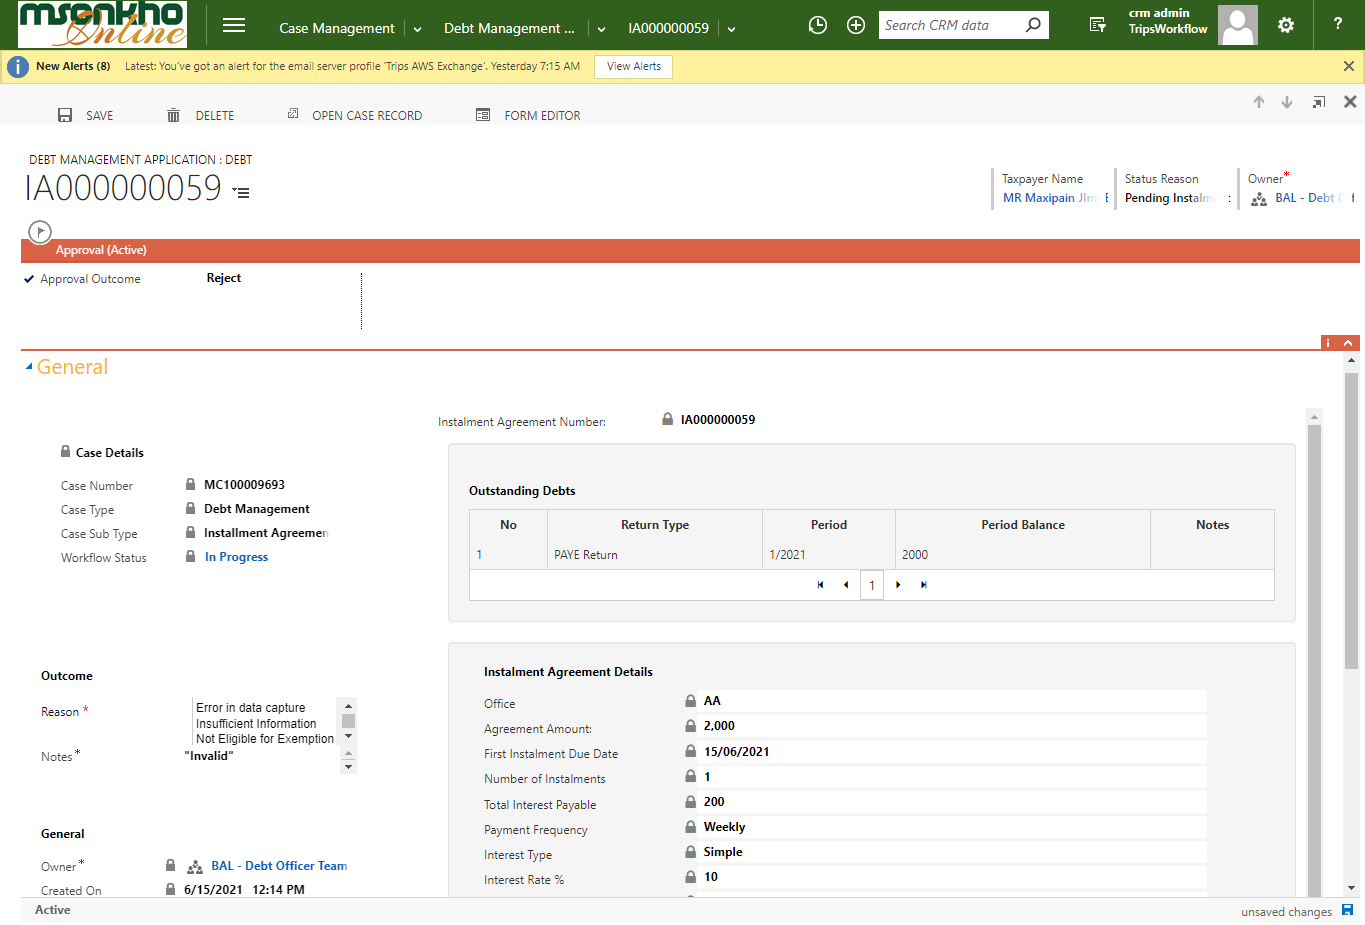 msonkho Online
Case Management
Debt Management ...
IA000000059
Search CRM data
crm admin
TripsWorkflow
?
New Alerts (8) Latest: You've got an alert for the email server profile 'Trips AWS Exchange'. Yesterday 7:15 AM View Alerts
SAVE DELETE OPEN CASE RECORD FORM EDITOR
DEBT MANAGEMENT APPLICATION : DEBT
IA000000059
Taxpayer Name
MR Maxipain
Status Reason
Pending
Owner*
BAL - Debt
Approval (Active)
Approval Outcome Reject
General
Instalment Agreement Number: IA000000059
Case Details
Case Number MC100009693
Case Type Debt Management
Case Sub Type Installment Agreemen
Workflow Status In Progress
Outstanding Debts
No Return Type Period Period Balance Notes
1 PAYE Return 1/2021 2000
1
Outcome
Reason *
Error in data capture
Insufficient Information
Not Eligible for Exemption
Notes* "Invalid"
General
Owner* BAL - Debt Officer Team
Created On 6/15/2021 12:14 PM
Instalment Agreement Details
Office AA
Agreement Amount: 2,000
First Instalment Due Date 15/06/2021
Number of Instalments 1
Total Interest Payable 200
Payment Frequency Weekly
Interest Type Simple
Interest Rate % 10
Active
unsaved changes